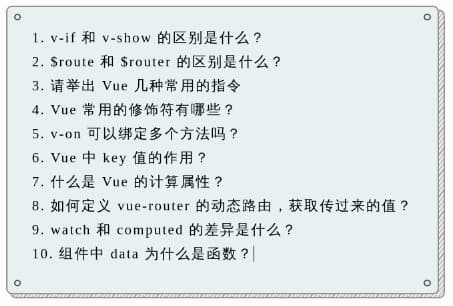 1. v-if 和 v-show 的区别是什么？
2. $route 和 $router 的区别是什么？
3. 请举出 Vue 几种常用的指令
4. Vue 常用的修饰符有哪些？
5. v-on 可以绑定多个方法吗？
6. Vue 中 key 值的作用？
7. 什么是 Vue 的计算属性？
8. 如何定义 vue-router 的动态路由，获取传过来的值？
9. watch 和 computed 的差异是什么？
10. 组件中 data 为什么是函数？